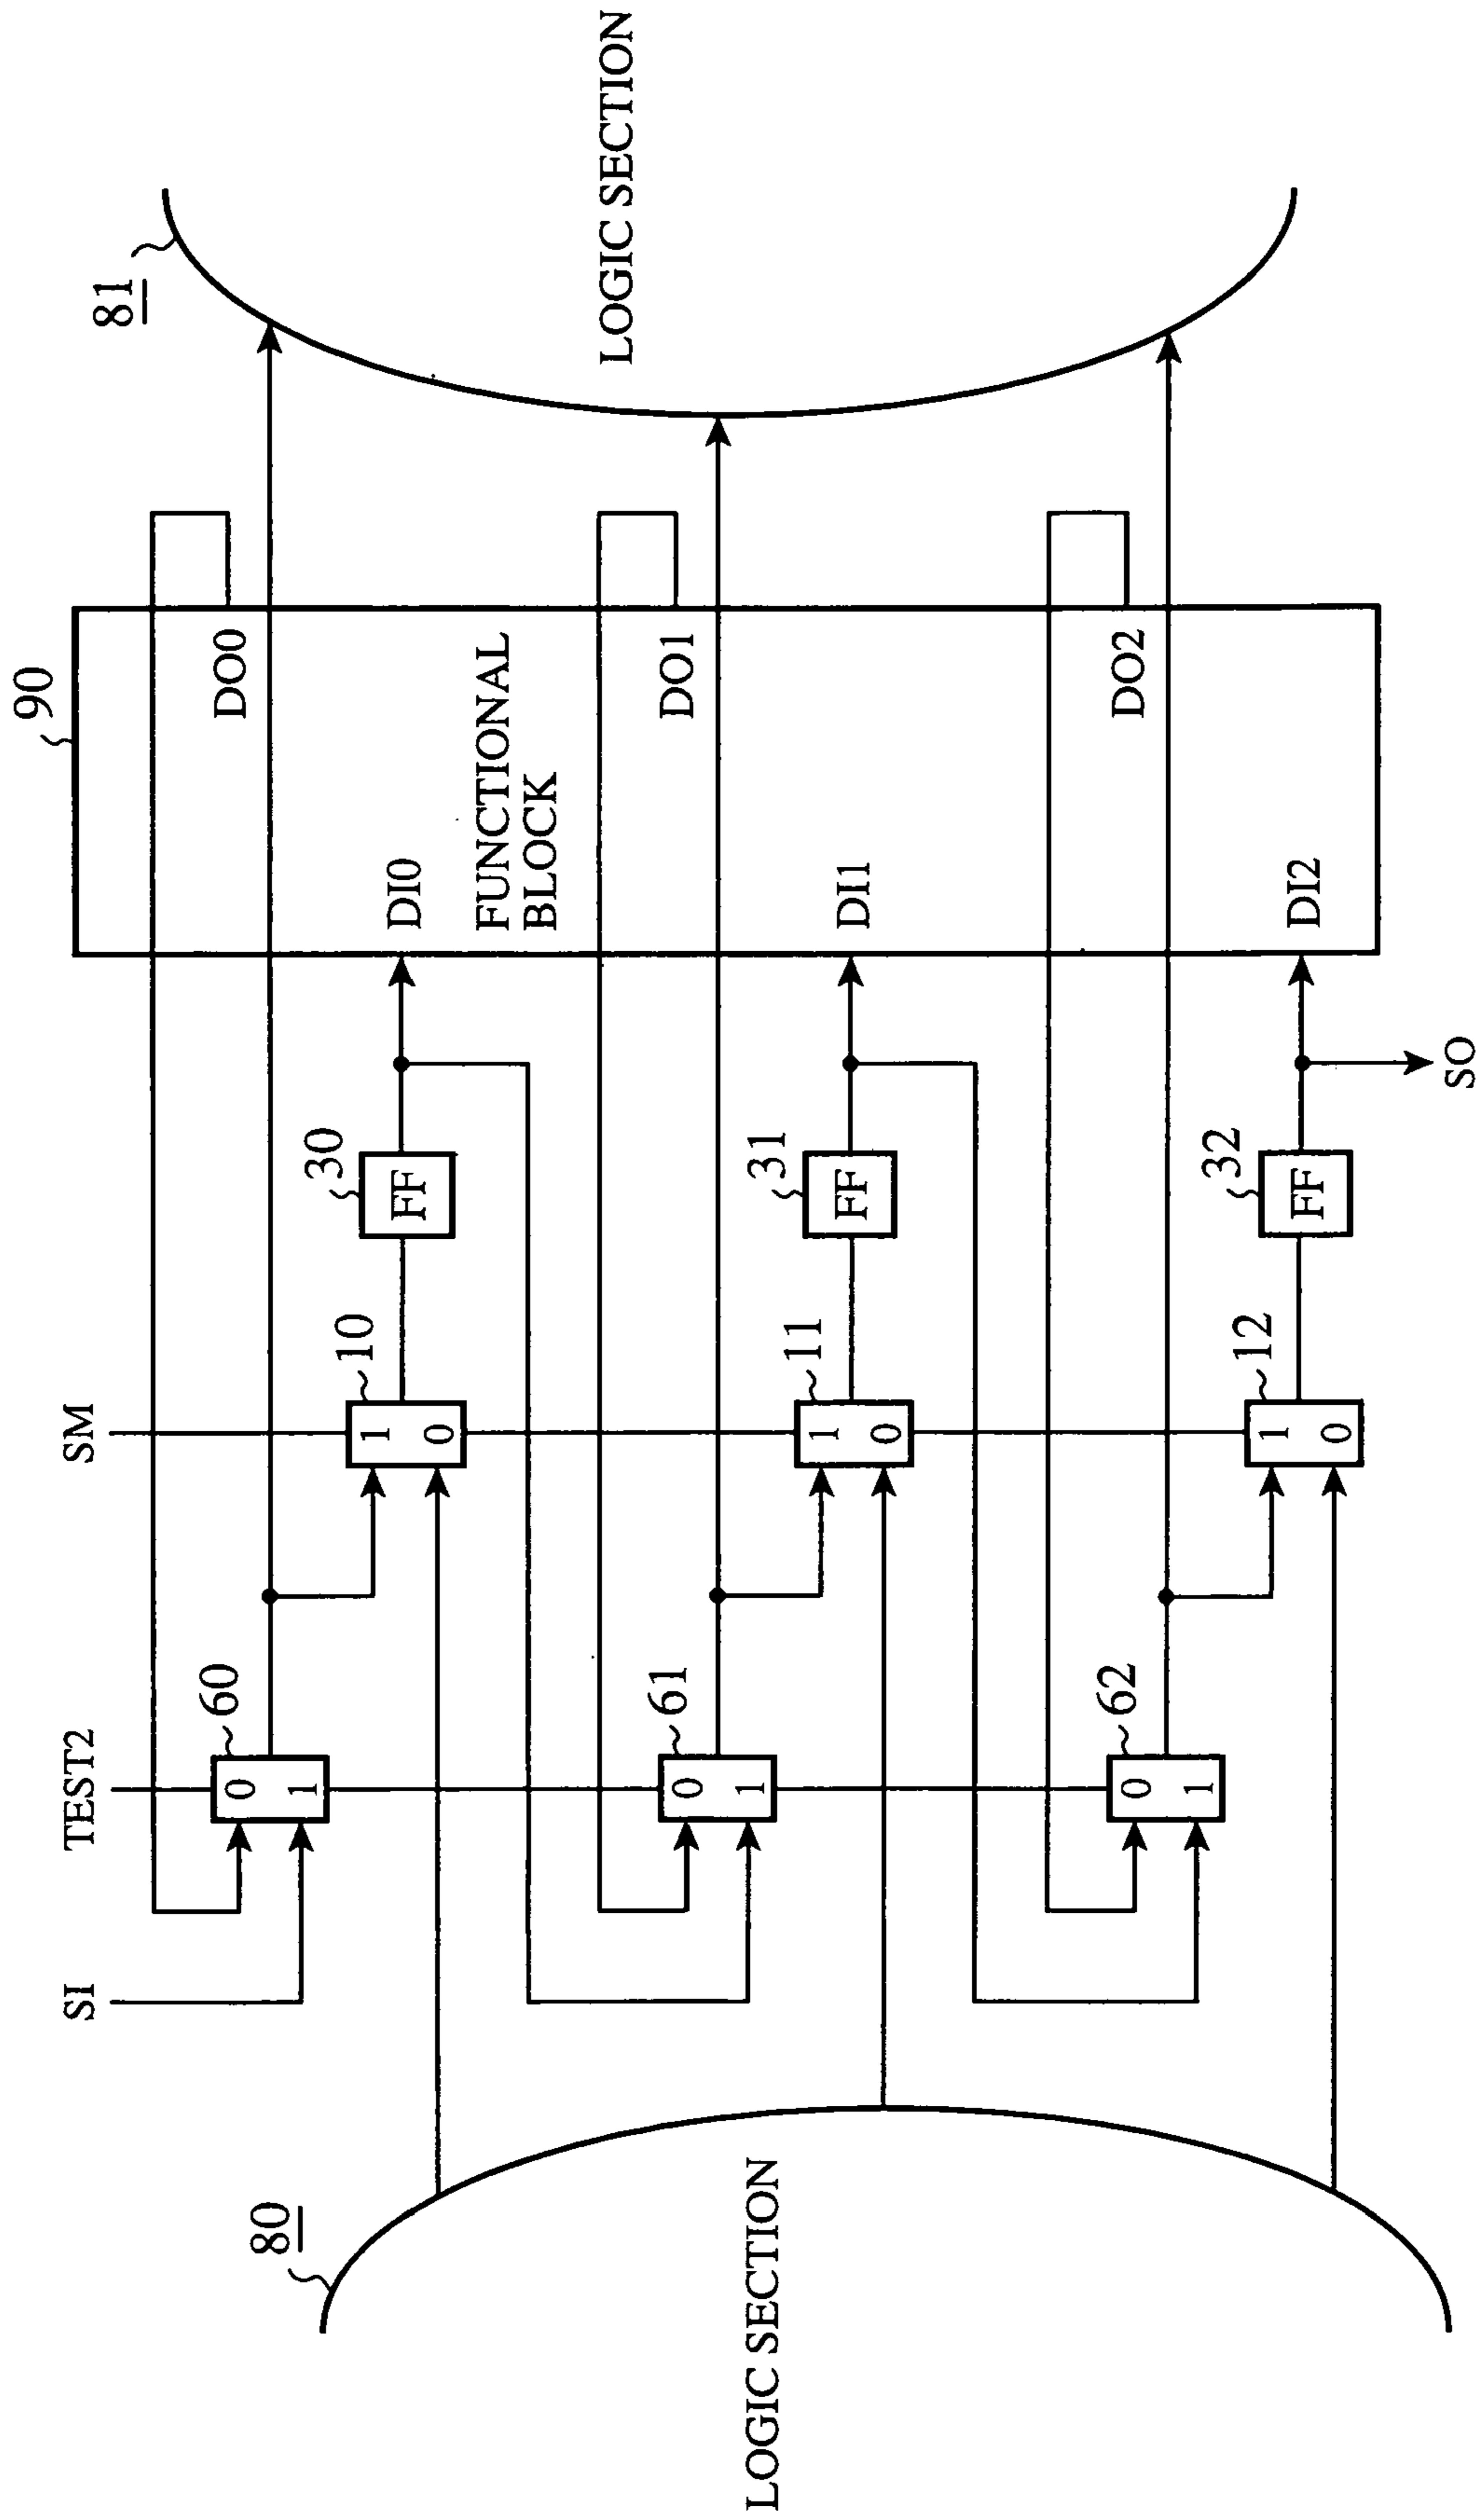 SI
TEST2
SM
90
81
60
DO0
10
30
DI0
80
FUNCTIONAL
BLOCK
LOGIC SECTION
0
1
1
0
FF
61
11
31
DI1
DO1
LOGIC SECTION
0
1
1
0
FF
62
12
32
DI2
DO2
0
1
1
0
FF
SO